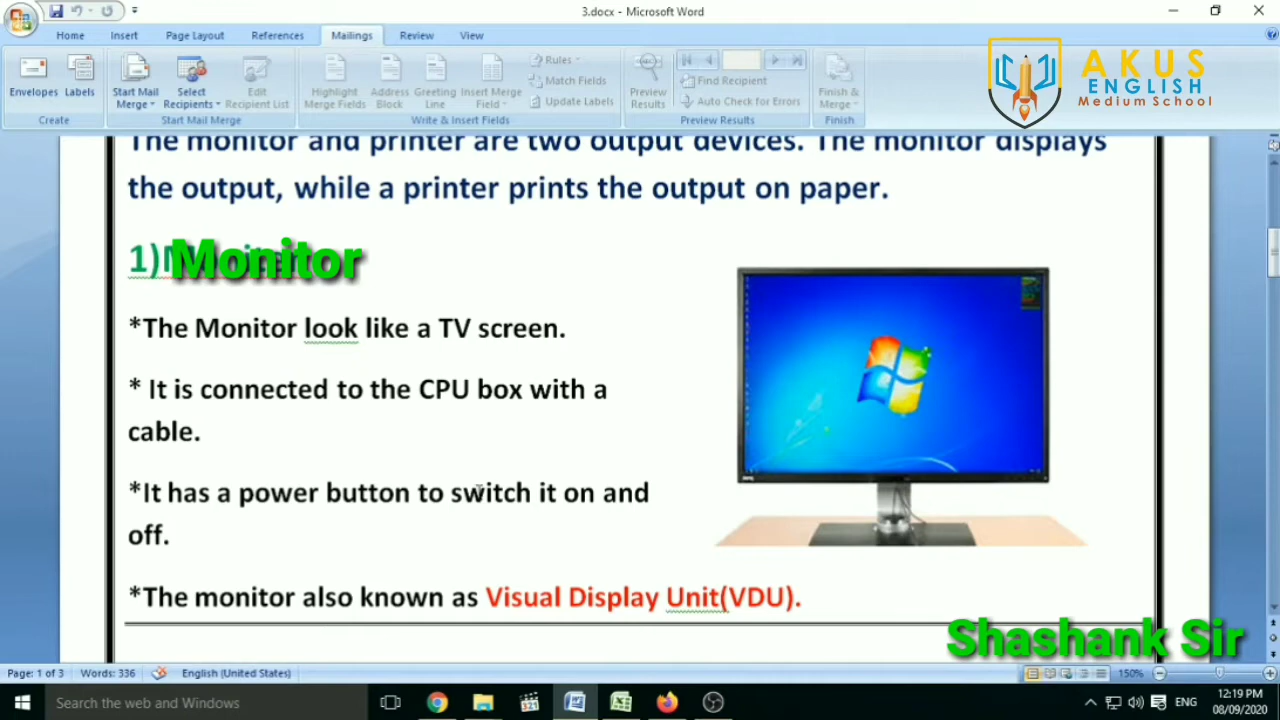 3.docx - Microsoft Word
Home Insert Page Layout References Mailings Review View
Envelopes Labels Start Mail Merge Select Recipients Edit Recipient List Highlight Merge Fields Address Block Greeting Line Insert Merge Field Rules Match Fields Update Labels Preview Results Find Recipient Auto Check for Errors Finish & Merge
Create Start Mail Merge Write & Insert Fields Preview Results Finish
AKUS
ENGLISH
Medium School
The monitor and printer are two output devices. The monitor displays
the output, while a printer prints the output on paper.
1)
Monitor
*The Monitor look like a TV screen.
* It is connected to the CPU box with a
cable.
*It has a power button to switch it on and
off.
*The monitor also known as Visual Display Unit(VDU).
Shashank Sir
Page: 1 of 3 Words: 336 English (United States) 150%
Search the web and Windows
ENG
12:19 PM
08/09/2020